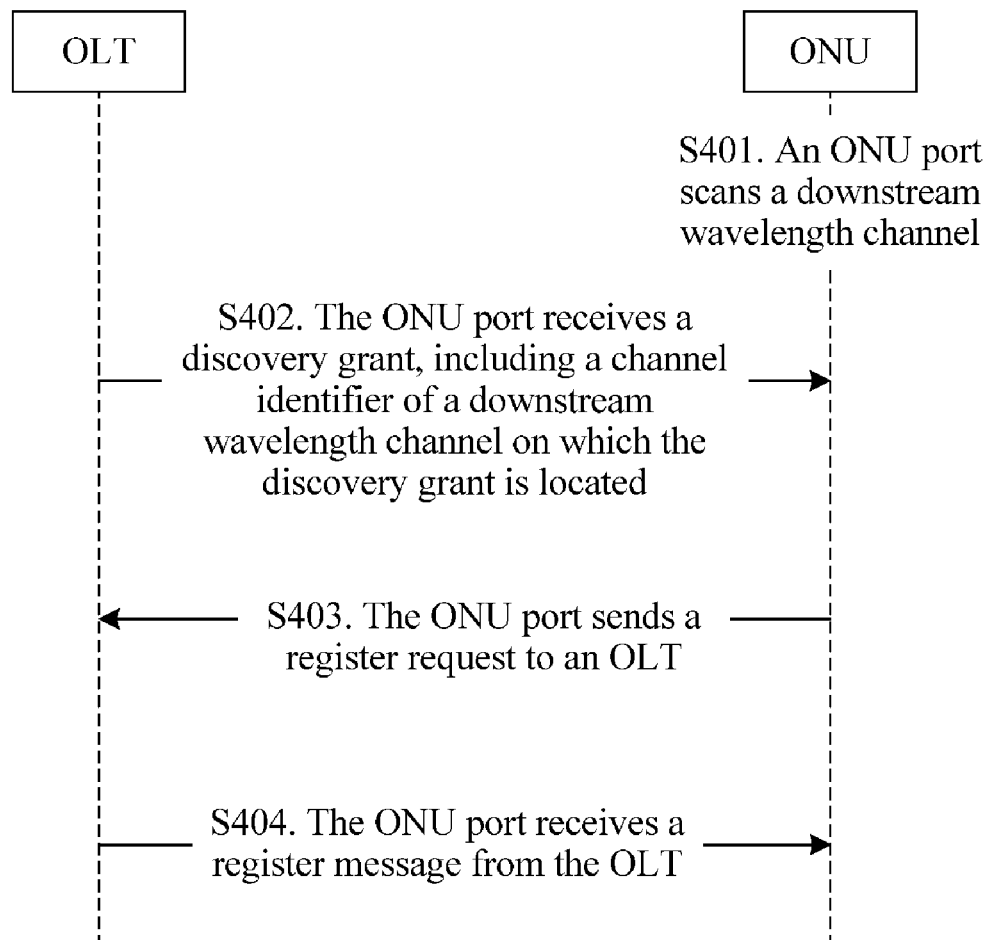 OLT
ONU
S401. An ONU port
scans a downstream
wavelength channel
S402. The ONU port receives a
discovery grant, including a channel
identifier of a downstream
wavelength channel on which the
discovery grant is located
S403. The ONU port sends a
register request to an OLT
S404. The ONU port receives a
register message from the OLT